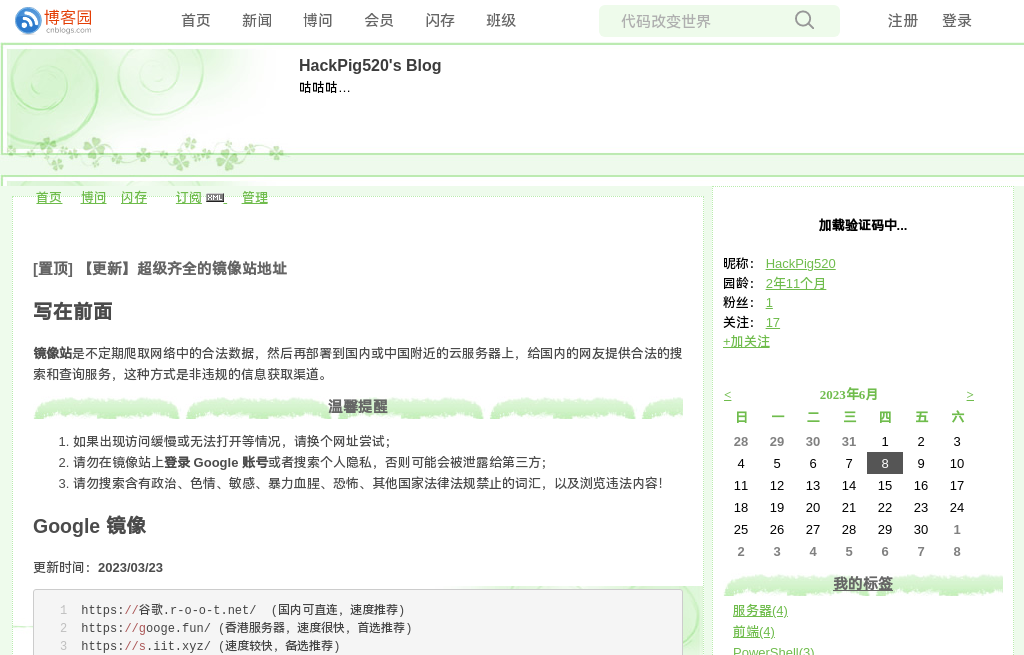 博客园
cnblogs.com
首页 新闻 博问 会员 闪存 班级
代码改变世界
注册 登录
HackPig520's Blog
咕咕咕…
首页 博问 闪存 订阅 XML 管理
[置顶] 【更新】超级齐全的镜像站地址
写在前面
镜像站是不定期爬取网络中的合法数据，然后再部署到国内或中国附近的云服务器上，给国内的网友提供合法的搜
索和查询服务，这种方式是非违规的信息获取渠道。
温馨提醒
1. 如果出现访问缓慢或无法打开等情况，请换个网址尝试；
2. 请勿在镜像站上登录 Google 账号或者搜索个人隐私，否则可能会被泄露给第三方；
3. 请勿搜索含有政治、色情、敏感、暴力血腥、恐怖、其他国家法律法规禁止的词汇，以及浏览违法内容！
Google 镜像
更新时间：2023/03/23
1 https://谷歌.r-o-o-t.net/ （国内可直连，速度推荐）
2 https://googe.fun/ (香港服务器，速度很快，首选推荐)
3 https://s.iit.xyz/ (速度较快，备选推荐)
加载验证码中...
昵称： HackPig520
园龄： 2年11个月
粉丝： 1
关注： 17
+加关注
< 2023年6月 >
日 一 二 三 四 五 六
28 29 30 31 1 2 3
4 5 6 7 8 9 10
11 12 13 14 15 16 17
18 19 20 21 22 23 24
25 26 27 28 29 30 1
2 3 4 5 6 7 8
我的标签
服务器(4)
前端(4)
PowerShell(3)